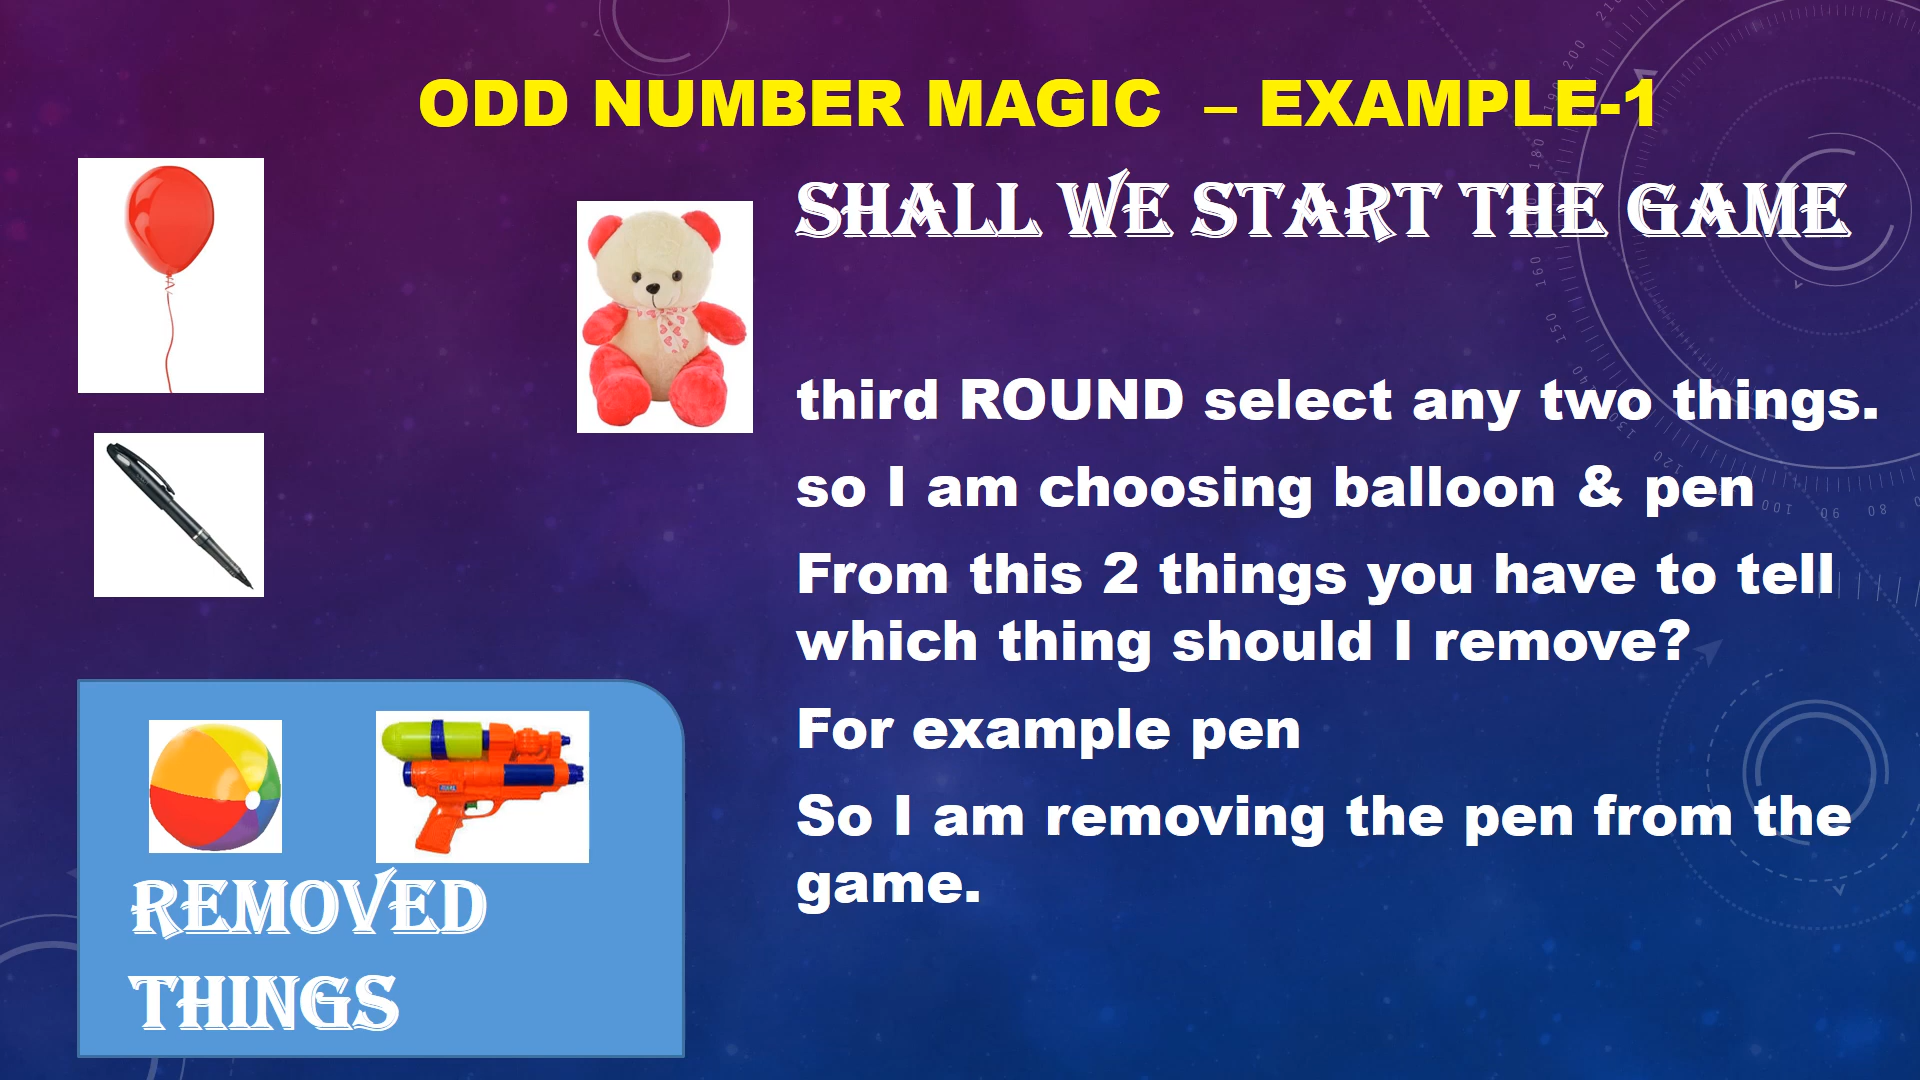 ODD NUMBER MAGIC – EXAMPLE-1
SHALL WE START THE GAME
third ROUND select any two things.
so I am choosing balloon & pen
From this 2 things you have to tell
which thing should I remove?
For example pen
So I am removing the pen from the
game.
REMOVED
THINGS